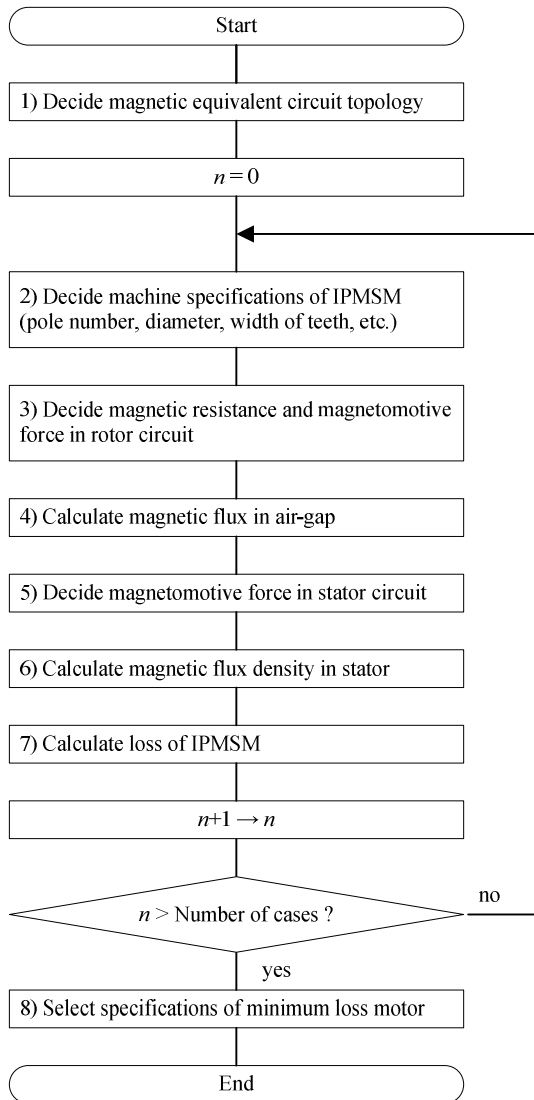 Start
1) Decide magnetic equivalent circuit topology
n = 0
2) Decide machine specifications of IPMSM
(pole number, diameter, width of teeth, etc.)
3) Decide magnetic resistance and magnetomotive
force in rotor circuit
4) Calculate magnetic flux in air-gap
5) Decide magnetomotive force in stator circuit
6) Calculate magnetic flux density in stator
7) Calculate loss of IPMSM
n+1 → n
n > Number of cases ?
no
yes
8) Select specifications of minimum loss motor
End